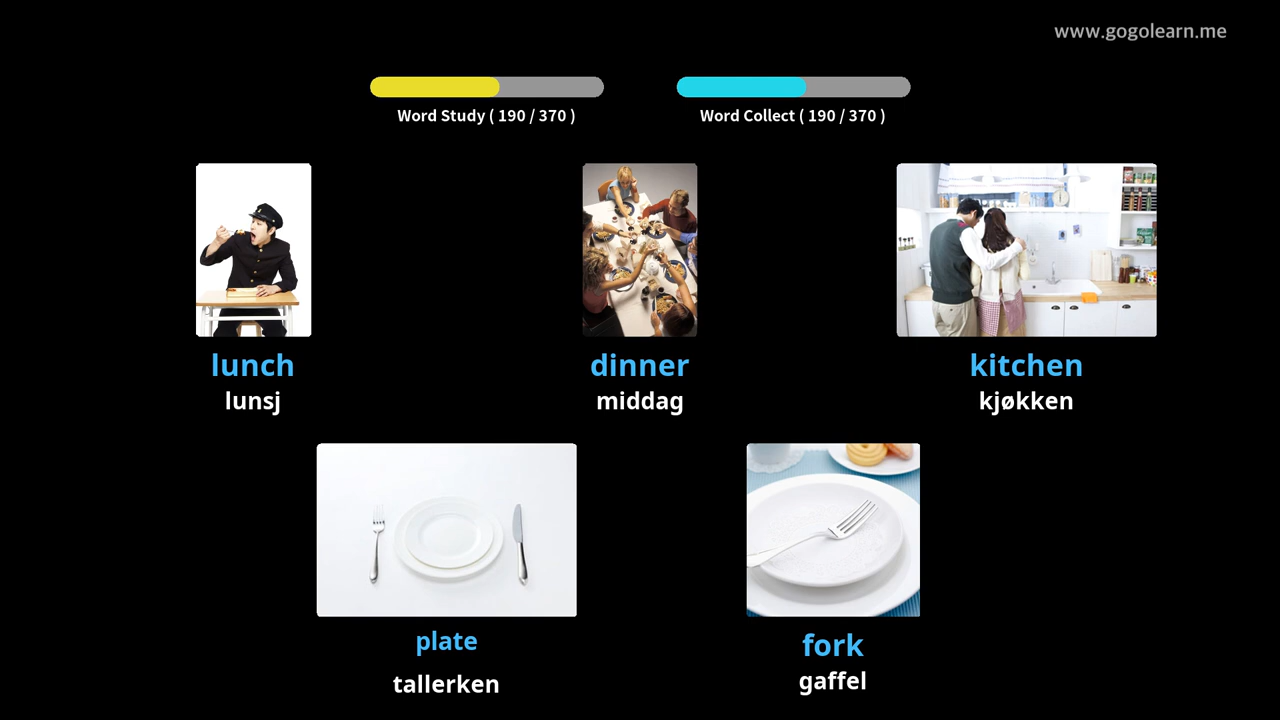 www.gogolearn.me
Word Study ( 190 / 370 )
Word Collect ( 190 / 370 )
lunch
lunsj
dinner
middag
kitchen
kjøkken
plate
tallerken
fork
gaffel